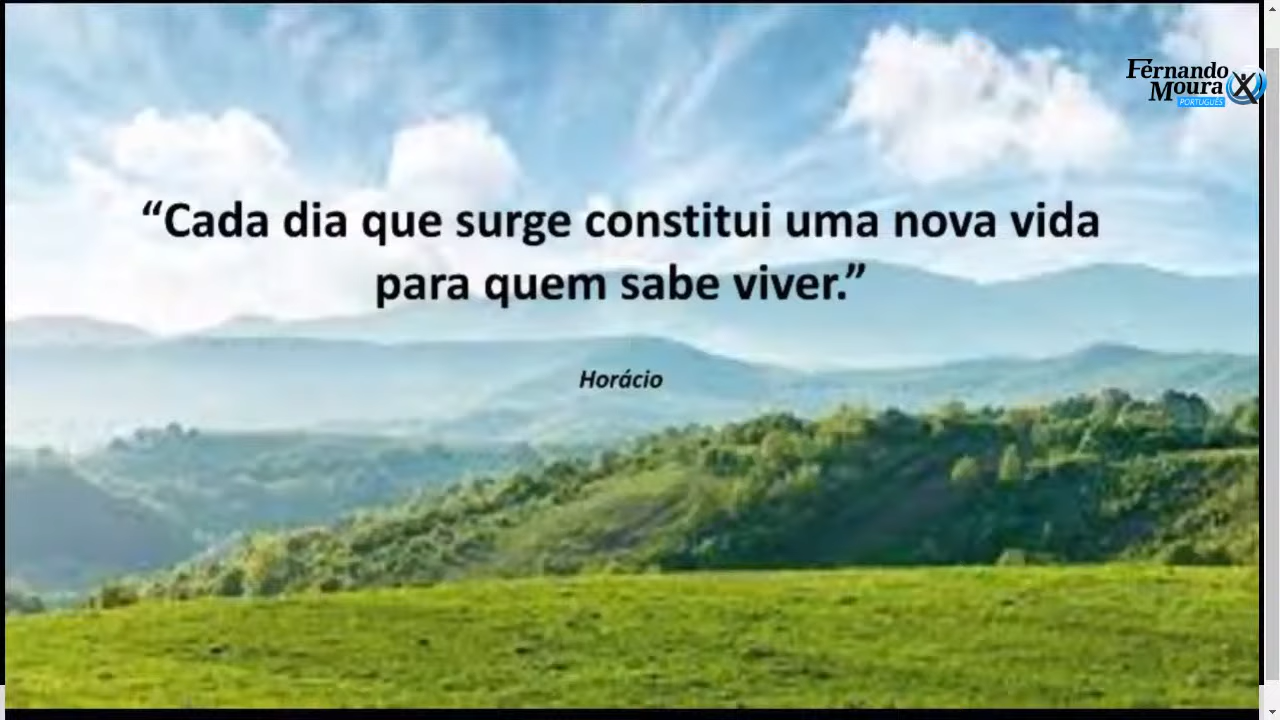 Fernando
Moura
PORTUGUÊS
“Cada dia que surge constitui uma nova vida
para quem sabe viver.”
Horácio